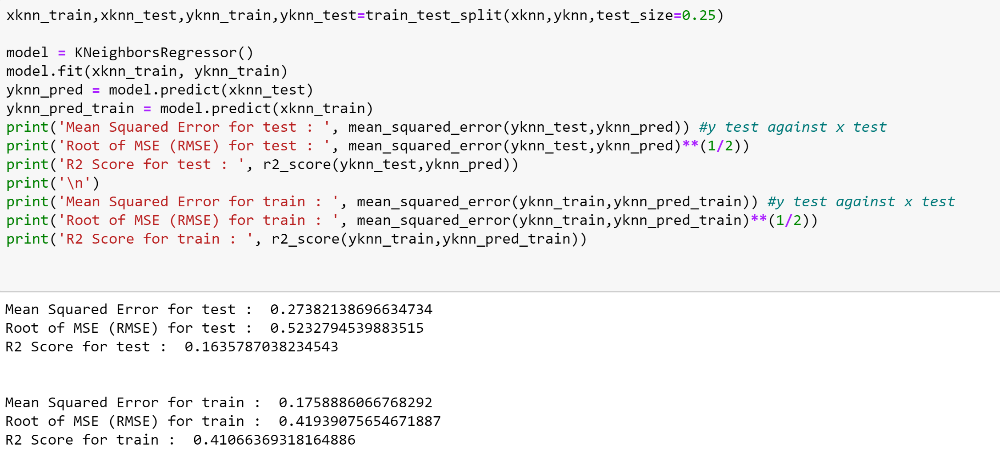 xknn_train,xknn_test,yknn_train,yknn_test=train_test_split(xknn,yknn,test_size=0.25)
model = KNeighborsRegressor()
model.fit(xknn_train, yknn_train)
yknn_pred = model.predict(xknn_test)
yknn_pred_train = model.predict(xknn_train)
print('Mean Squared Error for test : ', mean_squared_error(yknn_test,yknn_pred)) #y test against x test
print('Root of MSE (RMSE) for test : ', mean_squared_error(yknn_test,yknn_pred)**(1/2))
print('R2 Score for test : ', r2_score(yknn_test,yknn_pred))
print('\n')
print('Mean Squared Error for train : ', mean_squared_error(yknn_train,yknn_pred_train)) #y test against x test
print('Root of MSE (RMSE) for train : ', mean_squared_error(yknn_train,yknn_pred_train)**(1/2))
print('R2 Score for train : ', r2_score(yknn_train,yknn_pred_train))
Mean Squared Error for test :  0.27382138696634734
Root of MSE (RMSE) for test :  0.5232794539883515
R2 Score for test :  0.1635787038234543
Mean Squared Error for train :  0.1758886066768292
Root of MSE (RMSE) for train :  0.41939075654671887
R2 Score for train :  0.41066369318164886